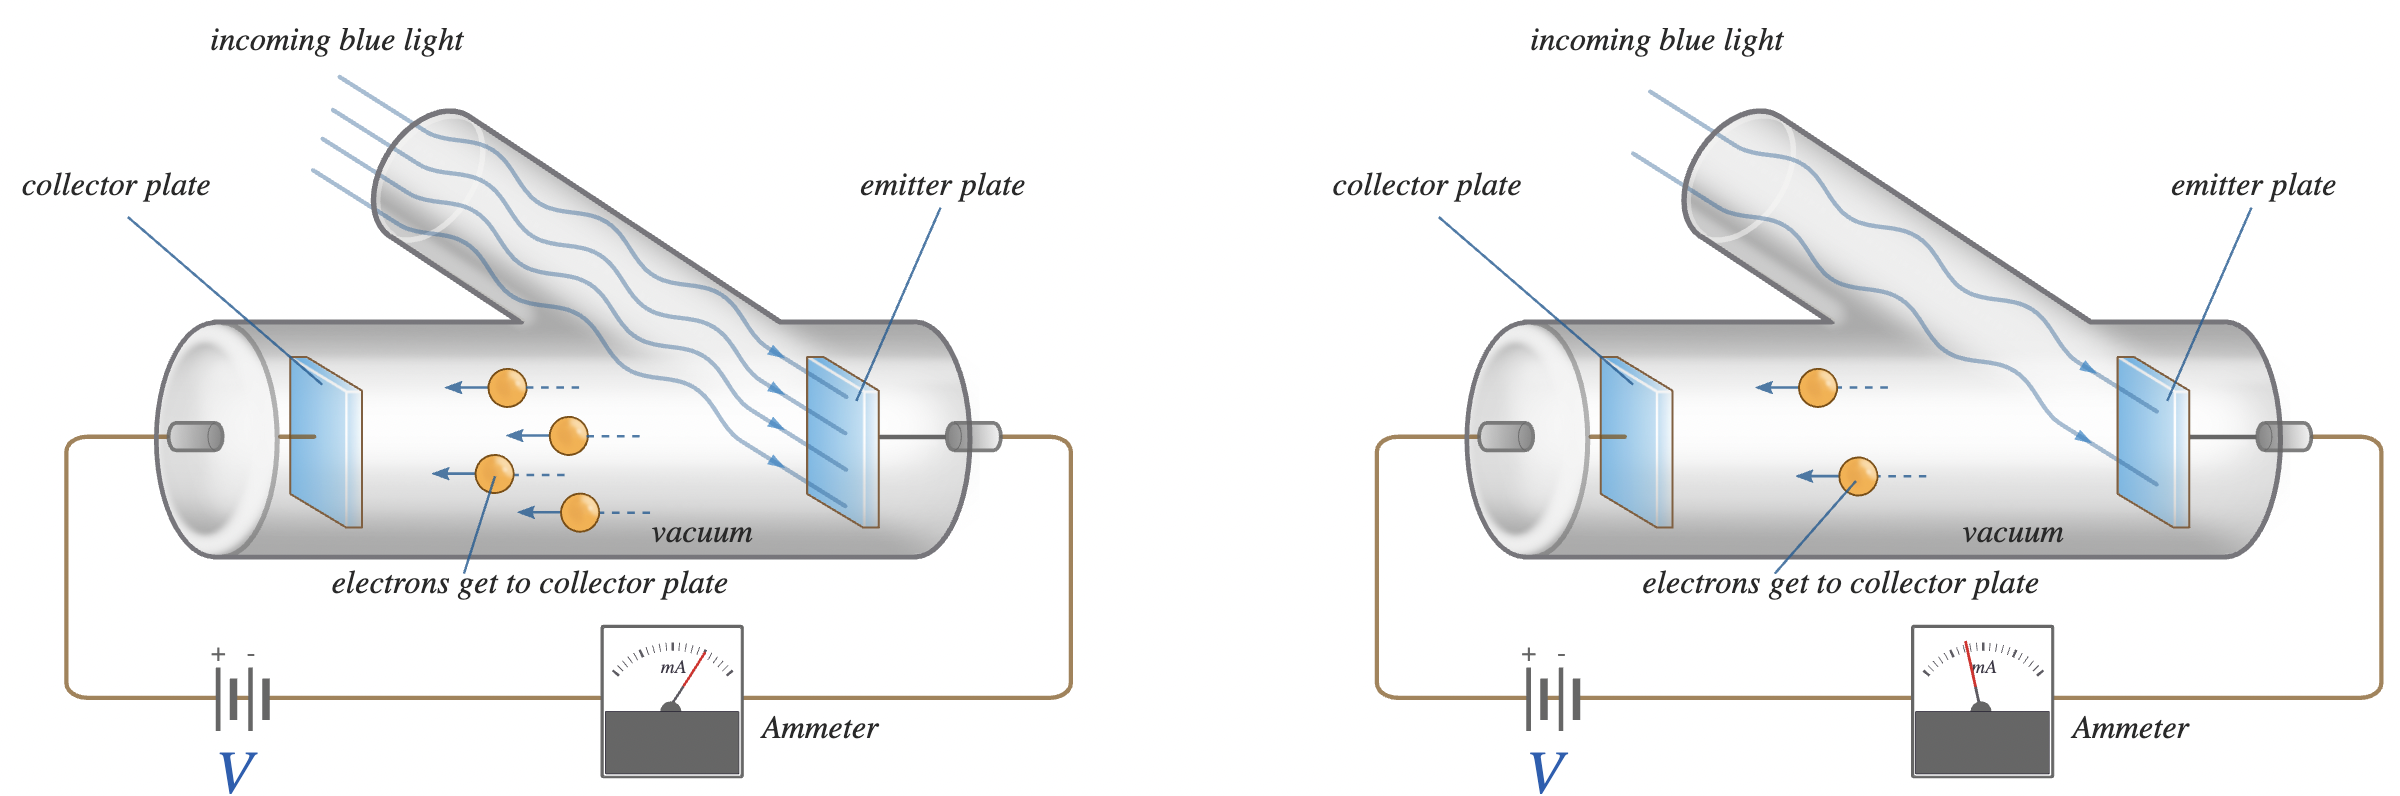 incoming blue light
collector plate
emitter plate
vacuum
electrons get to collector plate
+ -
mA
Ammeter
V
incoming blue light
collector plate
emitter plate
vacuum
electrons get to collector plate
+ -
mA
Ammeter
V